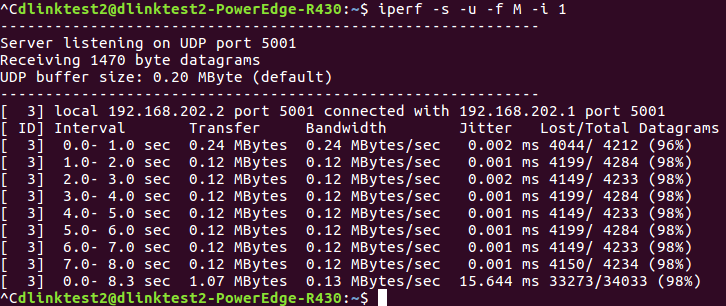 ^Cdlinktest2@dlinktest2-PowerEdge-R430:~$ iperf -s -u -f M -i 1
------------------------------------------------------------
Server listening on UDP port 5001
Receiving 1470 byte datagrams
UDP buffer size: 0.20 MByte (default)
------------------------------------------------------------
[  3] local 192.168.202.2 port 5001 connected with 192.168.202.1 port 5001
[ ID] Interval       Transfer     Bandwidth        Jitter   Lost/Total Datagrams
[  3]  0.0- 1.0 sec  0.24 MBytes  0.24 MBytes/sec   0.002 ms 4044/ 4212 (96%)
[  3]  1.0- 2.0 sec  0.12 MBytes  0.12 MBytes/sec   0.001 ms 4199/ 4284 (98%)
[  3]  2.0- 3.0 sec  0.12 MBytes  0.12 MBytes/sec   0.002 ms 4149/ 4233 (98%)
[  3]  3.0- 4.0 sec  0.12 MBytes  0.12 MBytes/sec   0.001 ms 4199/ 4284 (98%)
[  3]  4.0- 5.0 sec  0.12 MBytes  0.12 MBytes/sec   0.001 ms 4149/ 4233 (98%)
[  3]  5.0- 6.0 sec  0.12 MBytes  0.12 MBytes/sec   0.001 ms 4199/ 4284 (98%)
[  3]  6.0- 7.0 sec  0.12 MBytes  0.12 MBytes/sec   0.001 ms 4149/ 4233 (98%)
[  3]  7.0- 8.0 sec  0.12 MBytes  0.12 MBytes/sec   0.001 ms 4150/ 4234 (98%)
[  3]  0.0- 8.3 sec  1.07 MBytes  0.13 MBytes/sec  15.644 ms 33273/34033 (98%)
^Cdlinktest2@dlinktest2-PowerEdge-R430:~$